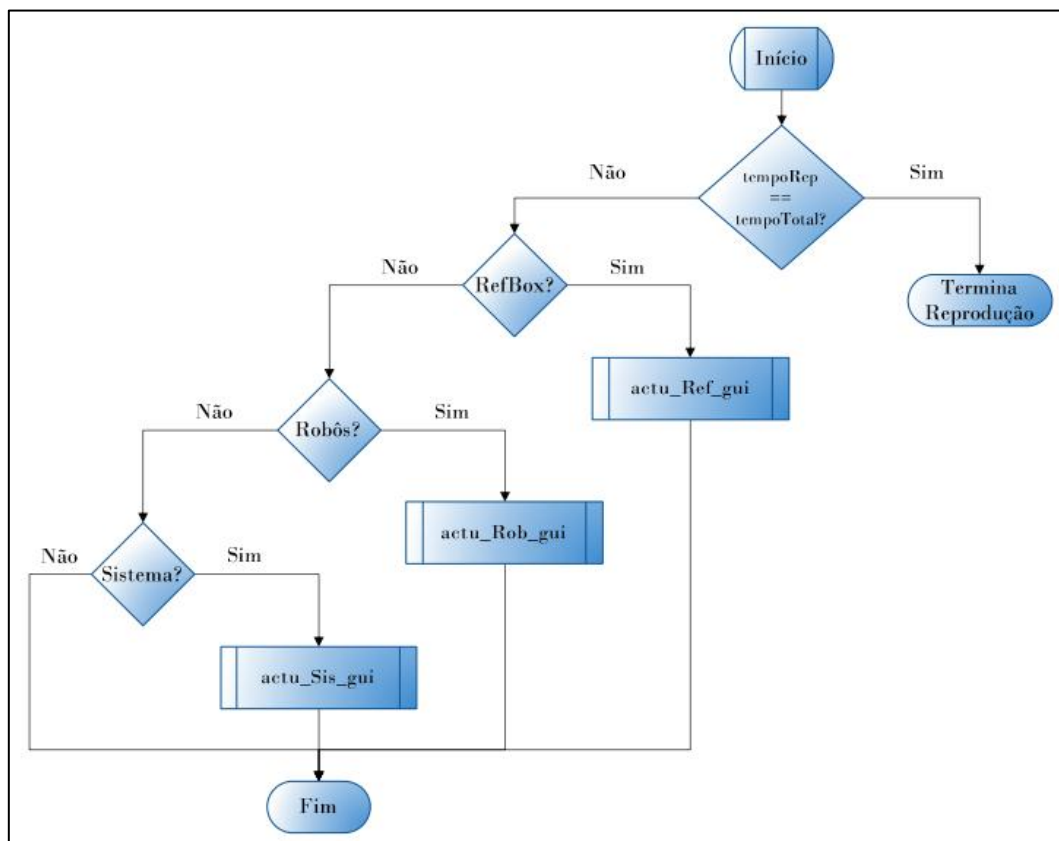 Início
tempoRep
==
tempoTotal?
Não
Sim
Termina
Reprodução
RefBox?
Não
Sim
actu_Ref_gui
Robôs?
Não
Sim
actu_Rob_gui
Sistema?
Não
Sim
actu_Sis_gui
Fim